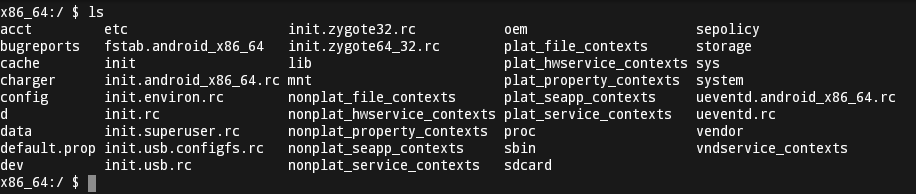 x86_64:/ $ ls
acct etc init.zygote32.rc oem sepolicy
bugreports fstab.android_x86_64 init.zygote64_32.rc plat_file_contexts storage
cache init lib plat_hwservice_contexts sys
charger init.android_x86_64.rc mnt plat_property_contexts system
config init.environ.rc nonplat_file_contexts plat_seapp_contexts ueventd.android_x86_64.rc
d init.rc nonplat_hwservice_contexts plat_service_contexts ueventd.rc
data init.superuser.rc nonplat_property_contexts proc vendor
default.prop init.usb.configfs.rc nonplat_seapp_contexts sbin vndservice_contexts
dev init.usb.rc nonplat_service_contexts sdcard
x86_64:/ $